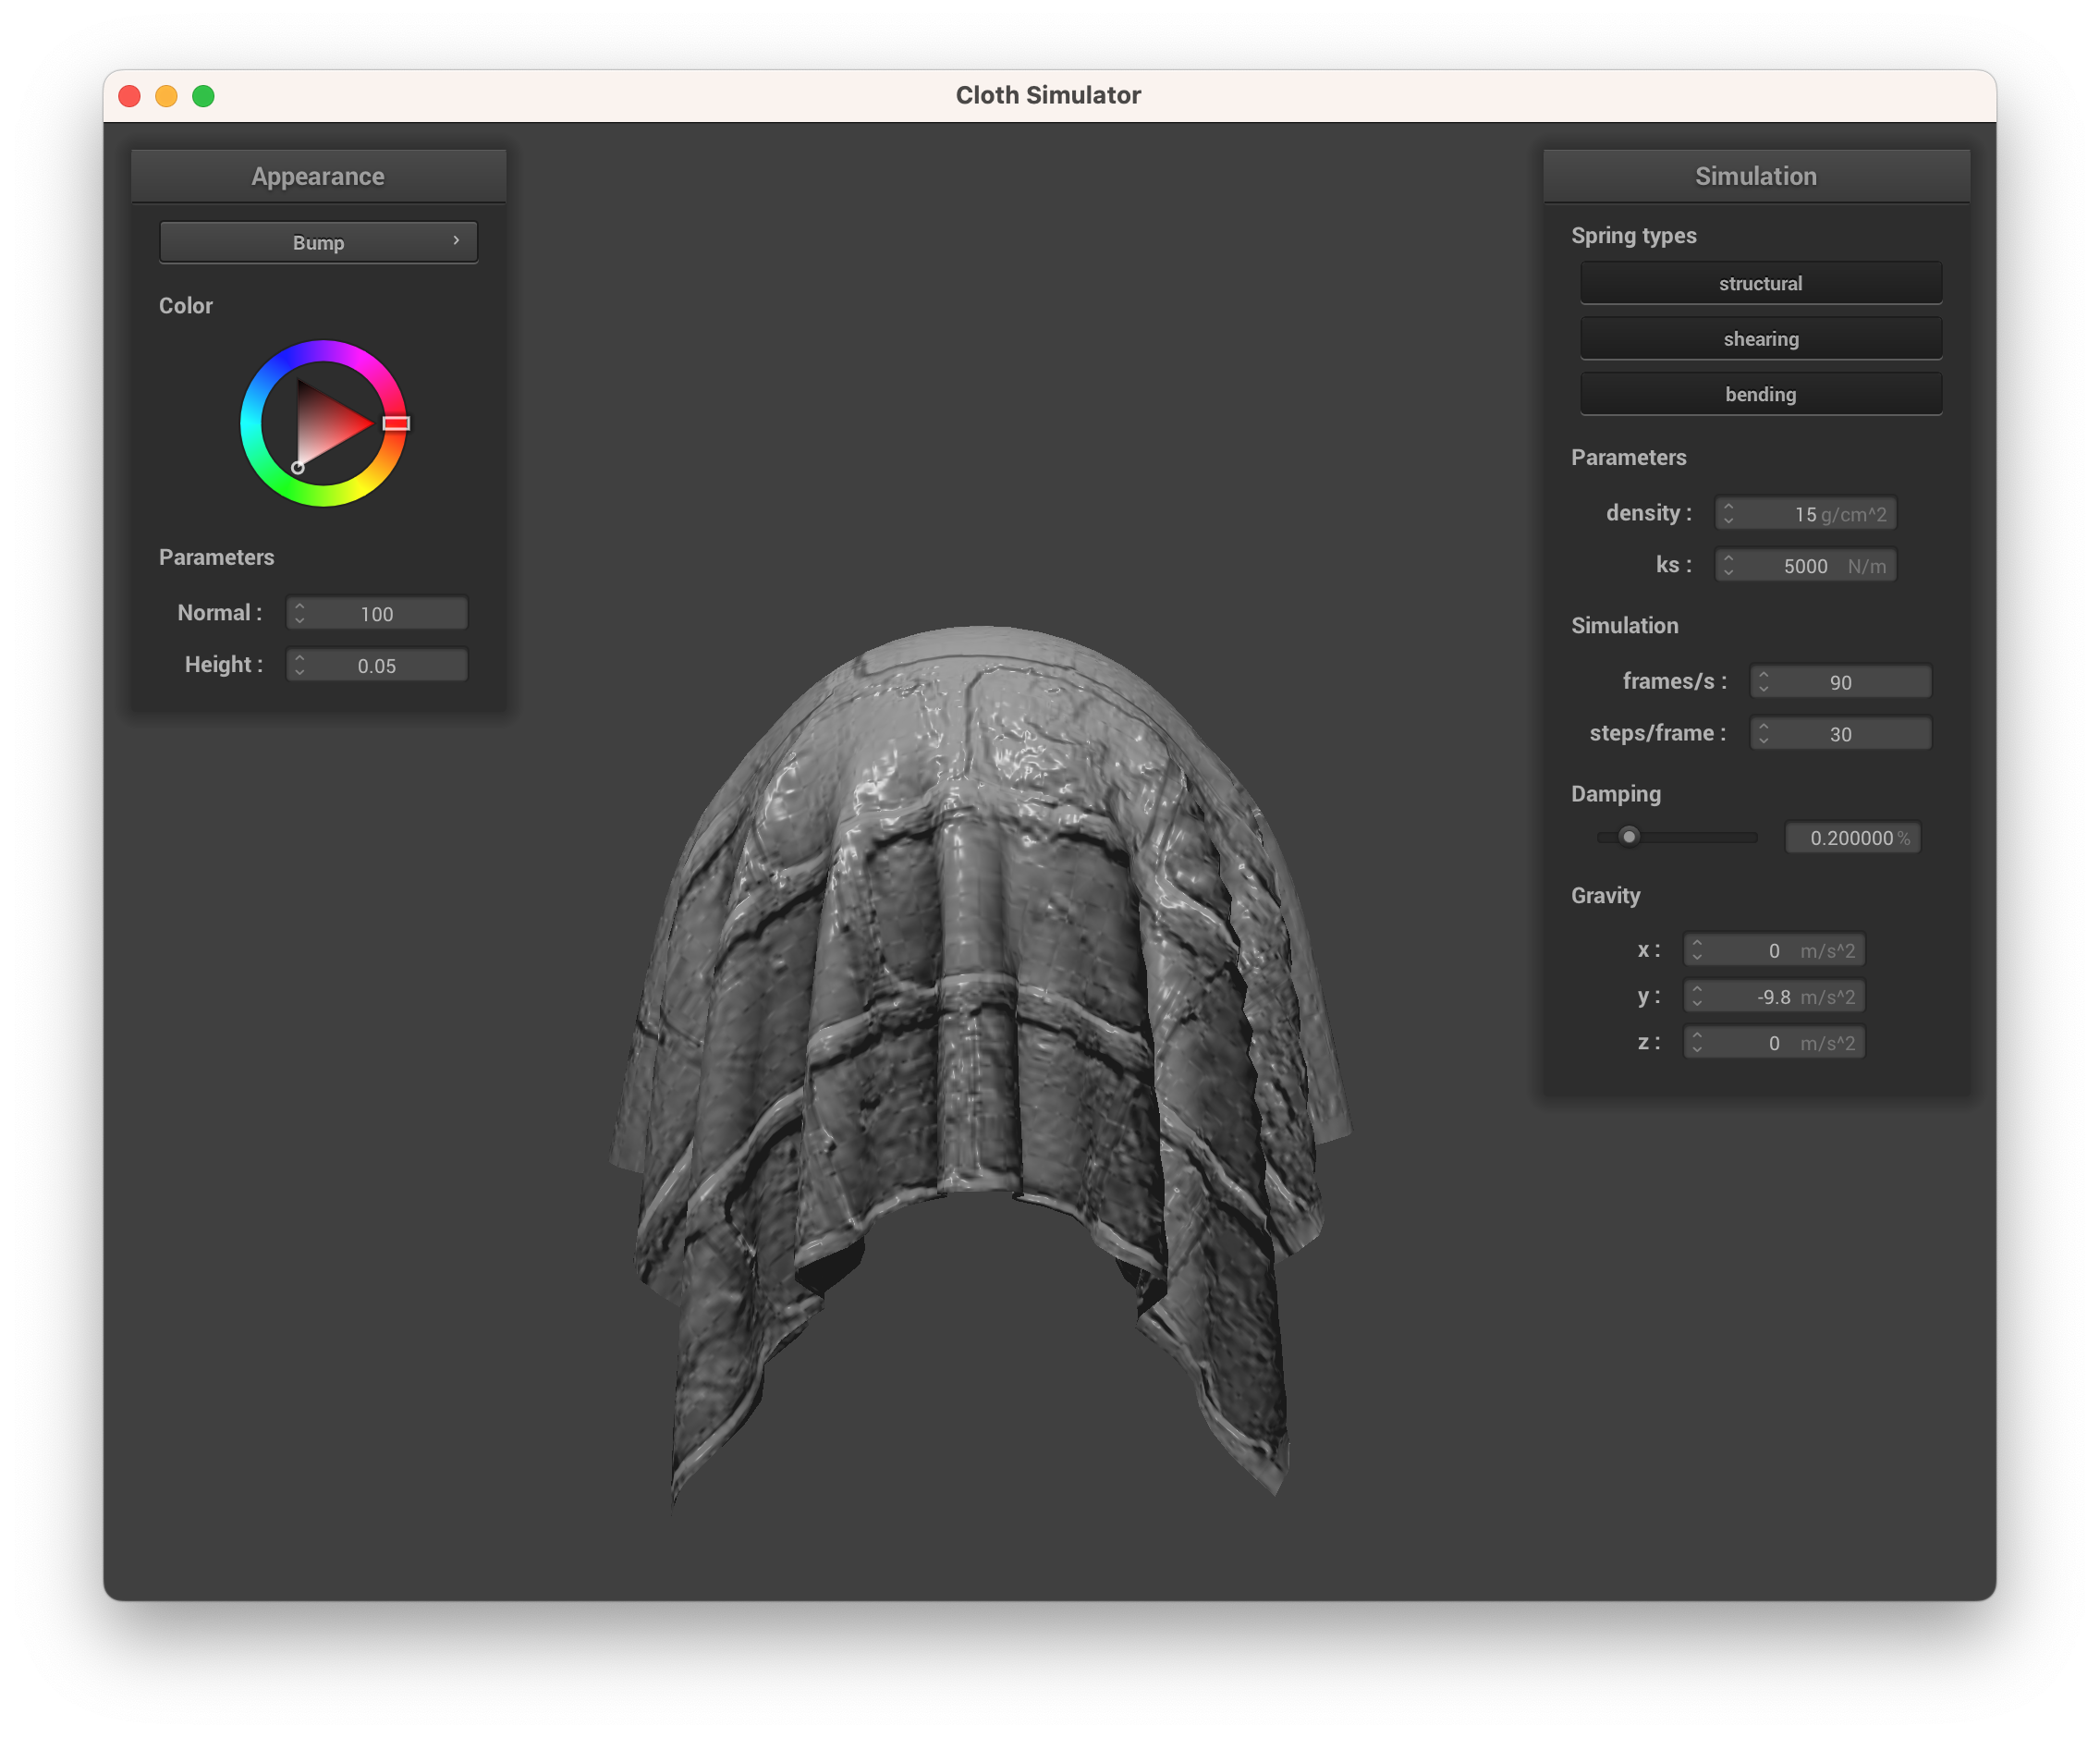 Cloth Simulator
Appearance
Bump
Color
Parameters
Normal : 100
Height : 0.05
Simulation
Spring types
structural
shearing
bending
Parameters
density : 15 g/cm^2
ks : 5000 N/m
Simulation
frames/s : 90
steps/frame : 30
Damping
0.200000 %
Gravity
x : 0 m/s^2
y : -9.8 m/s^2
z : 0 m/s^2